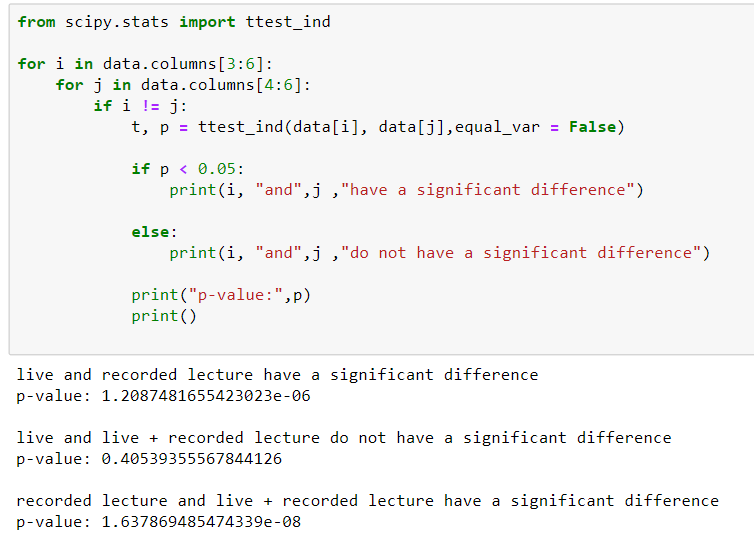 from scipy.stats import ttest_ind
for i in data.columns[3:6]:
for j in data.columns[4:6]:
if i != j:
t, p = ttest_ind(data[i], data[j],equal_var = False)
if p < 0.05:
print(i, "and",j ,"have a significant difference")
else:
print(i, "and",j ,"do not have a significant difference")
print("p-value:",p)
print()
live and recorded lecture have a significant difference
p-value: 1.2087481655423023e-06
live and live + recorded lecture do not have a significant difference
p-value: 0.40539355567844126
recorded lecture and live + recorded lecture have a significant difference
p-value: 1.637869485474339e-08